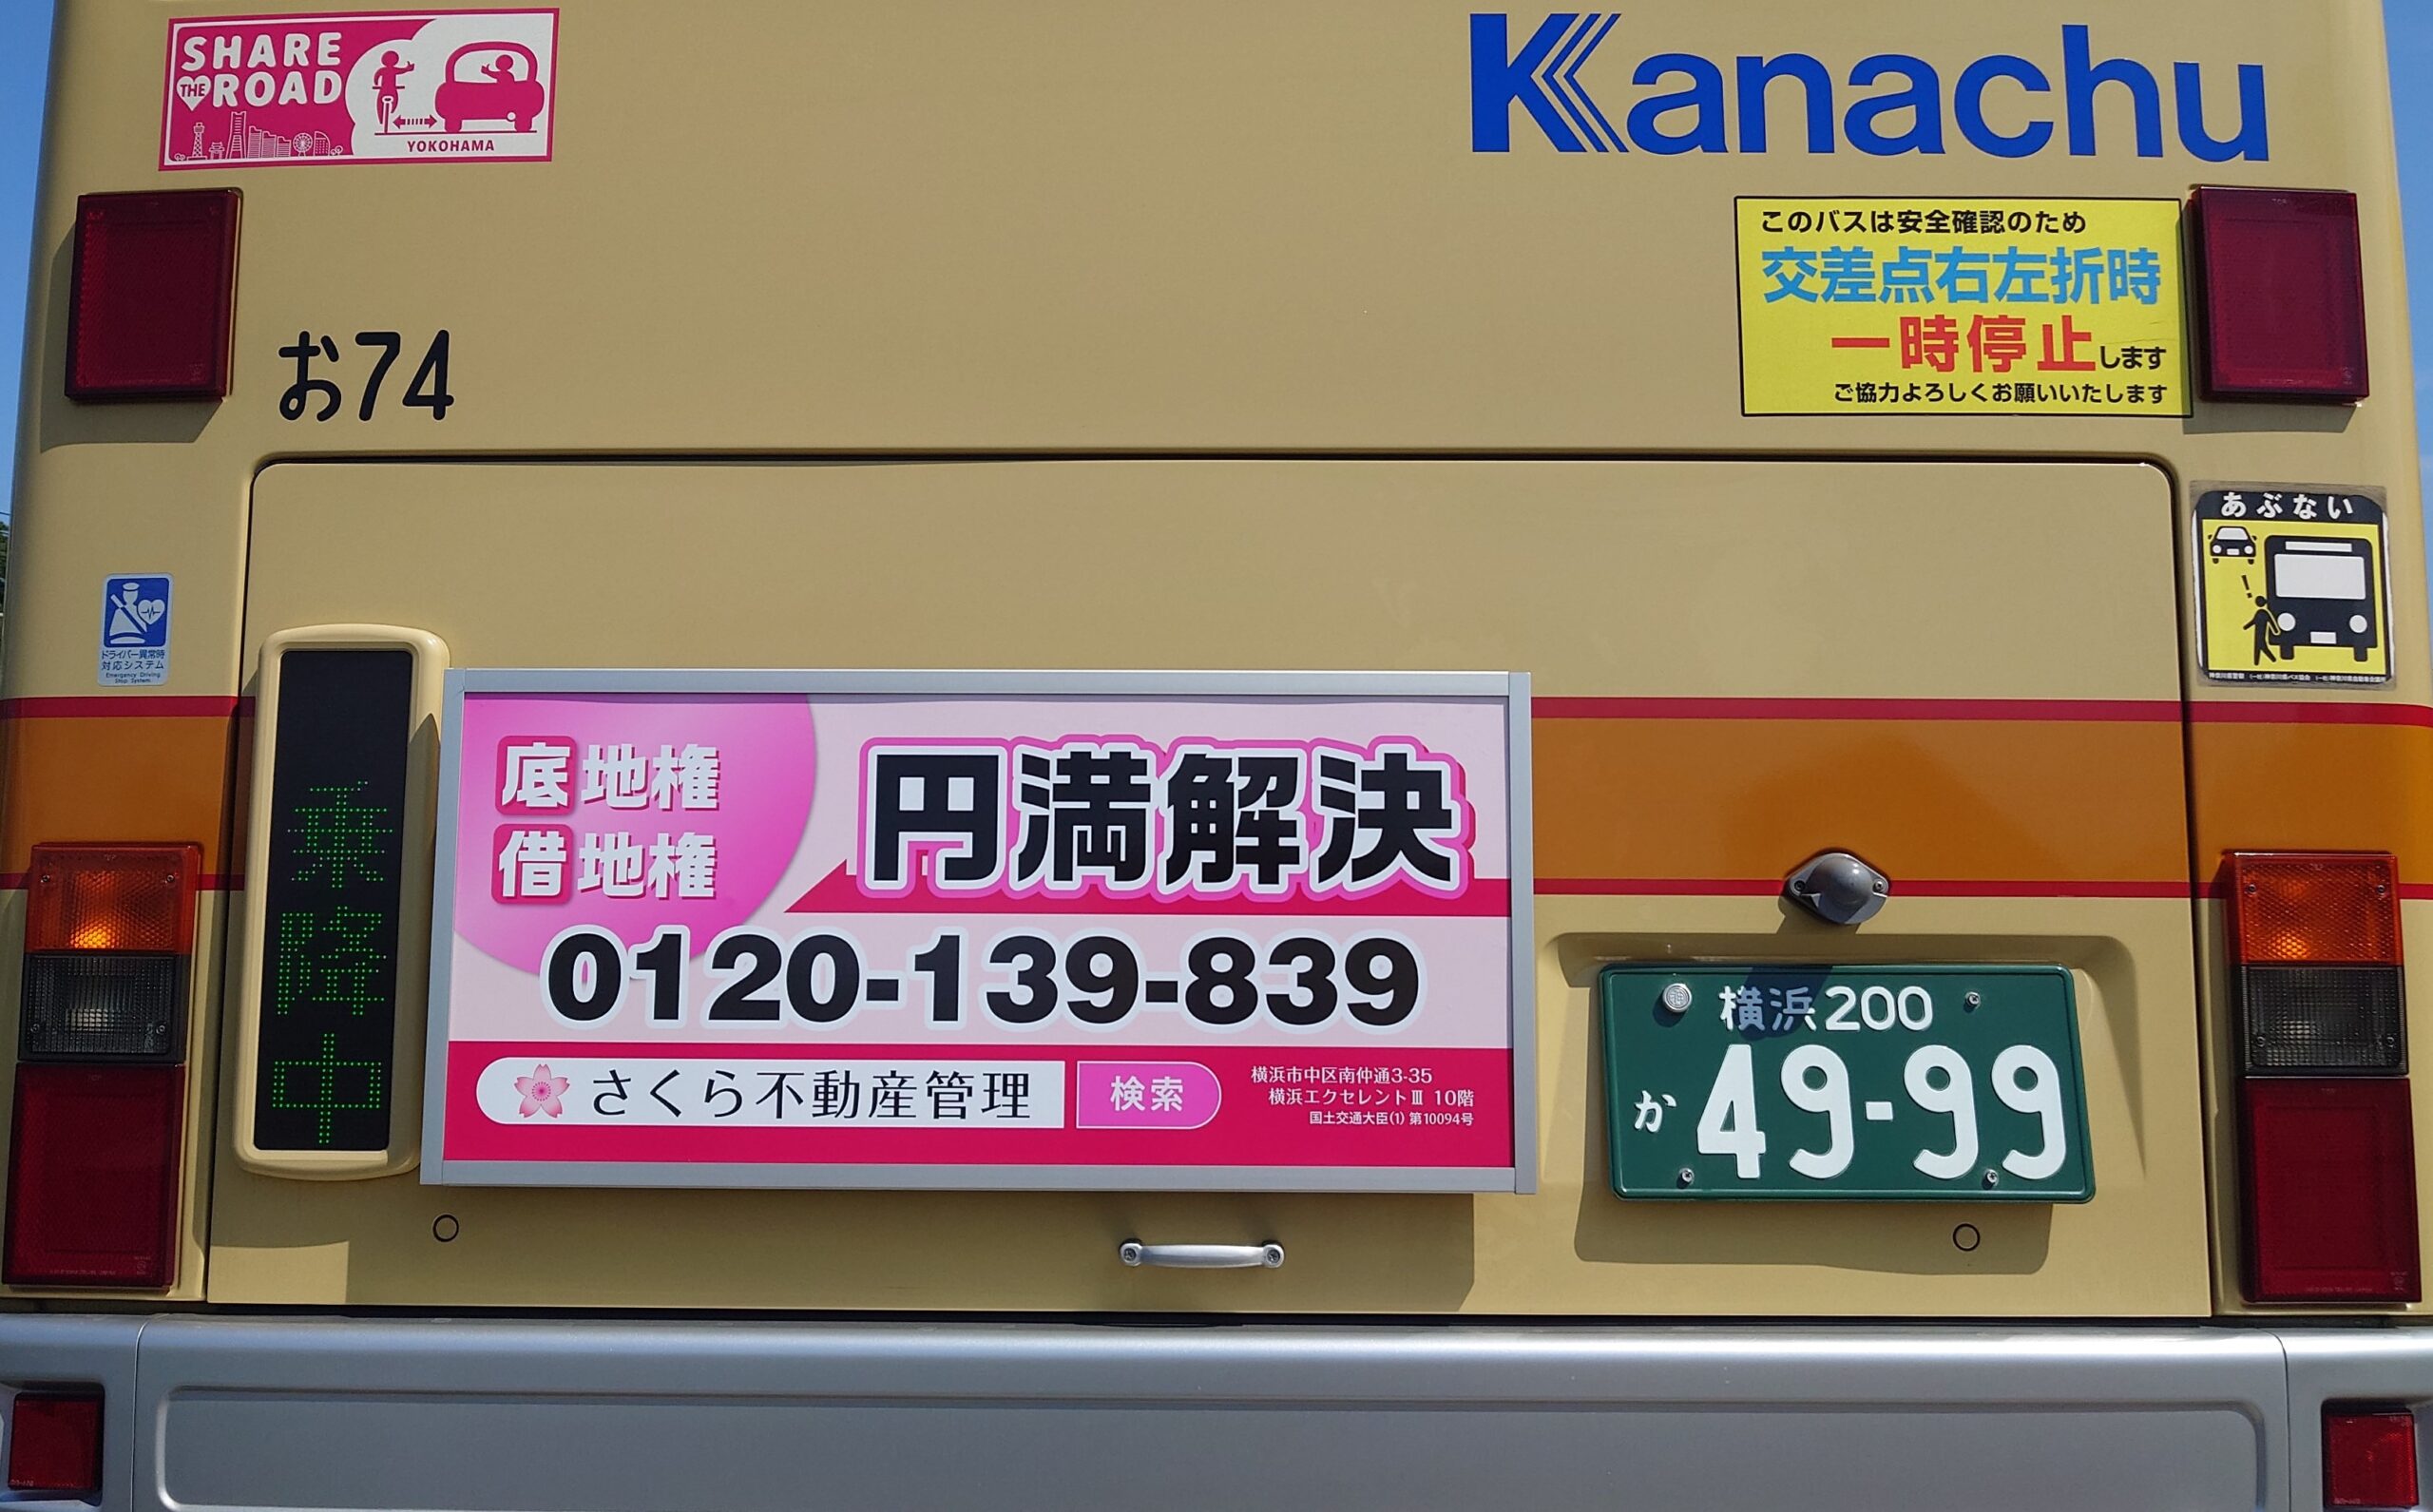 SHARE
THE ROAD
YOKOHAMA
Kanachu
このバスは安全確認のため
交差点右左折時
一時停止します
ご協力よろしくお願いいたします
お74
あぶない
ドライバー異常時
対応システム
Emergency Driving
Stop System
乗降中
底地権
借地権
円満解決
0120-139-839
さくら不動産管理
検索
横浜市中区南仲通3-35
横浜エクセレントⅢ 10階
国土交通大臣(1) 第10094号
横浜 200
か 49-99